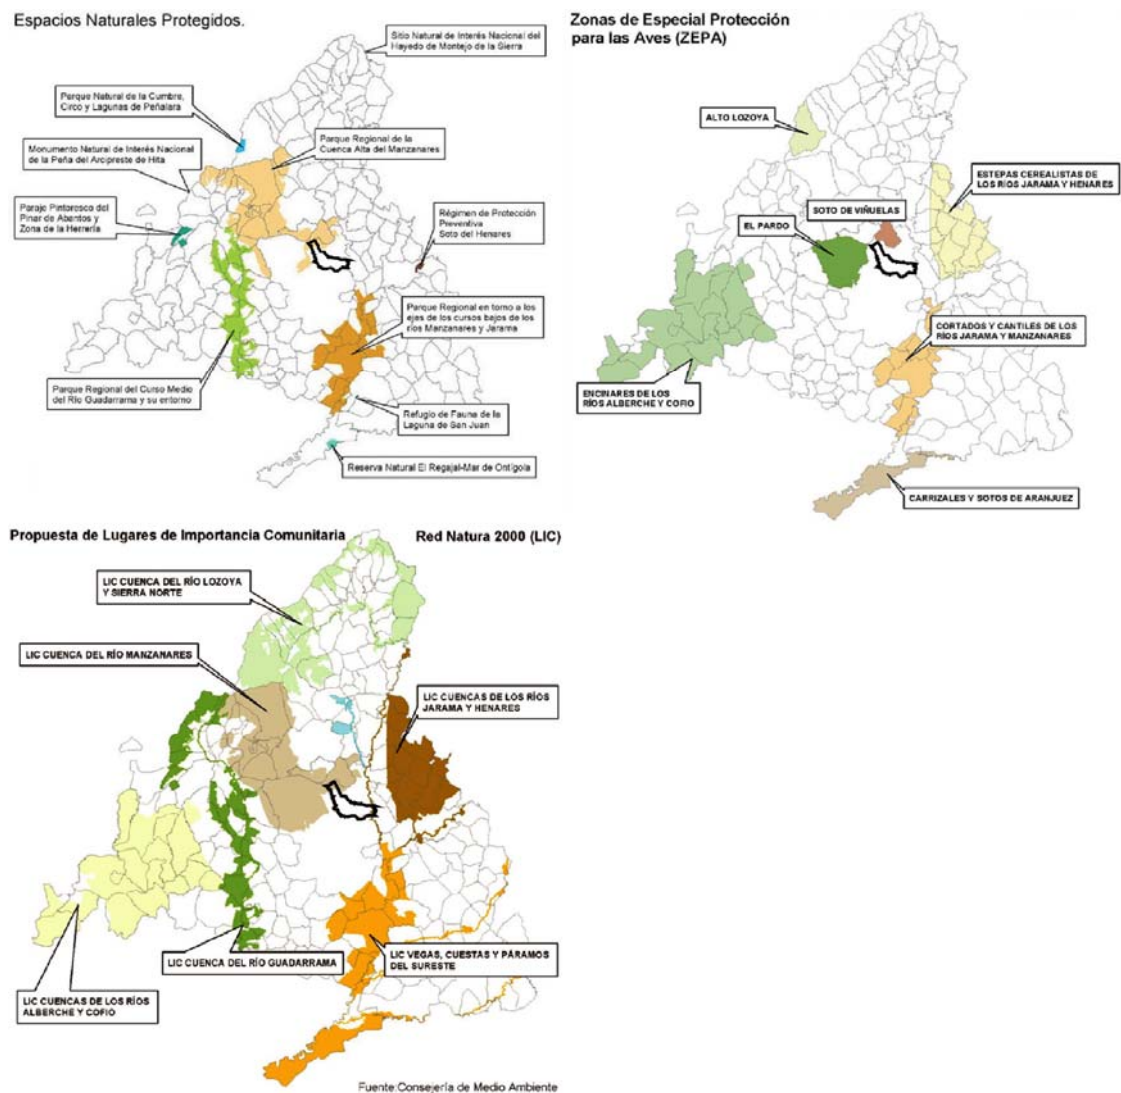 Espacios Naturales Protegidos.
Sitio Natural de Interés Nacional del
Hayedo de Montejo de la Sierra
Parque Natural de la Cumbre,
Circo y Lagunas de Peñalara
Parque Regional de la
Cuenca Alta del Manzanares
Monumento Natural de Interés Nacional
de la Peña del Arcipreste de Hita
Paraje Pintoresco del
Pinar de Abantos y
Zona de la Herrería
Régimen de Protección
Preventiva
Soto del Henares
Parque Regional en torno a los
ejes de los cursos bajos de los
ríos Manzanares y Jarama
Parque Regional del Curso Medio
del Río Guadarrama y su entorno
Refugio de Fauna de la
Laguna de San Juan
Reserva Natural El Regajal-Mar de Ontígola
Zonas de Especial Protección
para las Aves (ZEPA)
ALTO LOZOYA
ESTEPAS CEREALISTAS DE
LOS RÍOS JARAMA Y HENARES
SOTO DE VIÑUELAS
EL PARDO
CORTADOS Y CANTILES DE LOS
RÍOS JARAMA Y MANZANARES
ENCINARES DE LOS
RÍOS ALBERCHE Y COFIO
CARRIZALES Y SOTOS DE ARANJUEZ
Propuesta de Lugares de Importancia Comunitaria Red Natura 2000 (LIC)
LIC CUENCA DEL RÍO LOZOYA
Y SIERRA NORTE
LIC CUENCA DEL RÍO MANZANARES
LIC CUENCAS DE LOS RÍOS
JARAMA Y HENARES
LIC CUENCA DEL RÍO GUADARRAMA
LIC VEGAS, CUESTAS Y PÁRAMOS
DEL SURESTE
LIC CUENCAS DE LOS RÍOS
ALBERCHE Y COFIO
Fuente:Consejería de Medio Ambiente